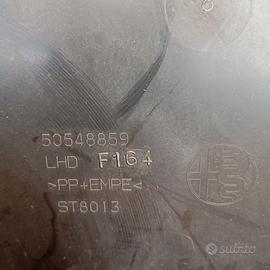 50548859
LHD F164
>PP+EMPE<
ST8013
subito